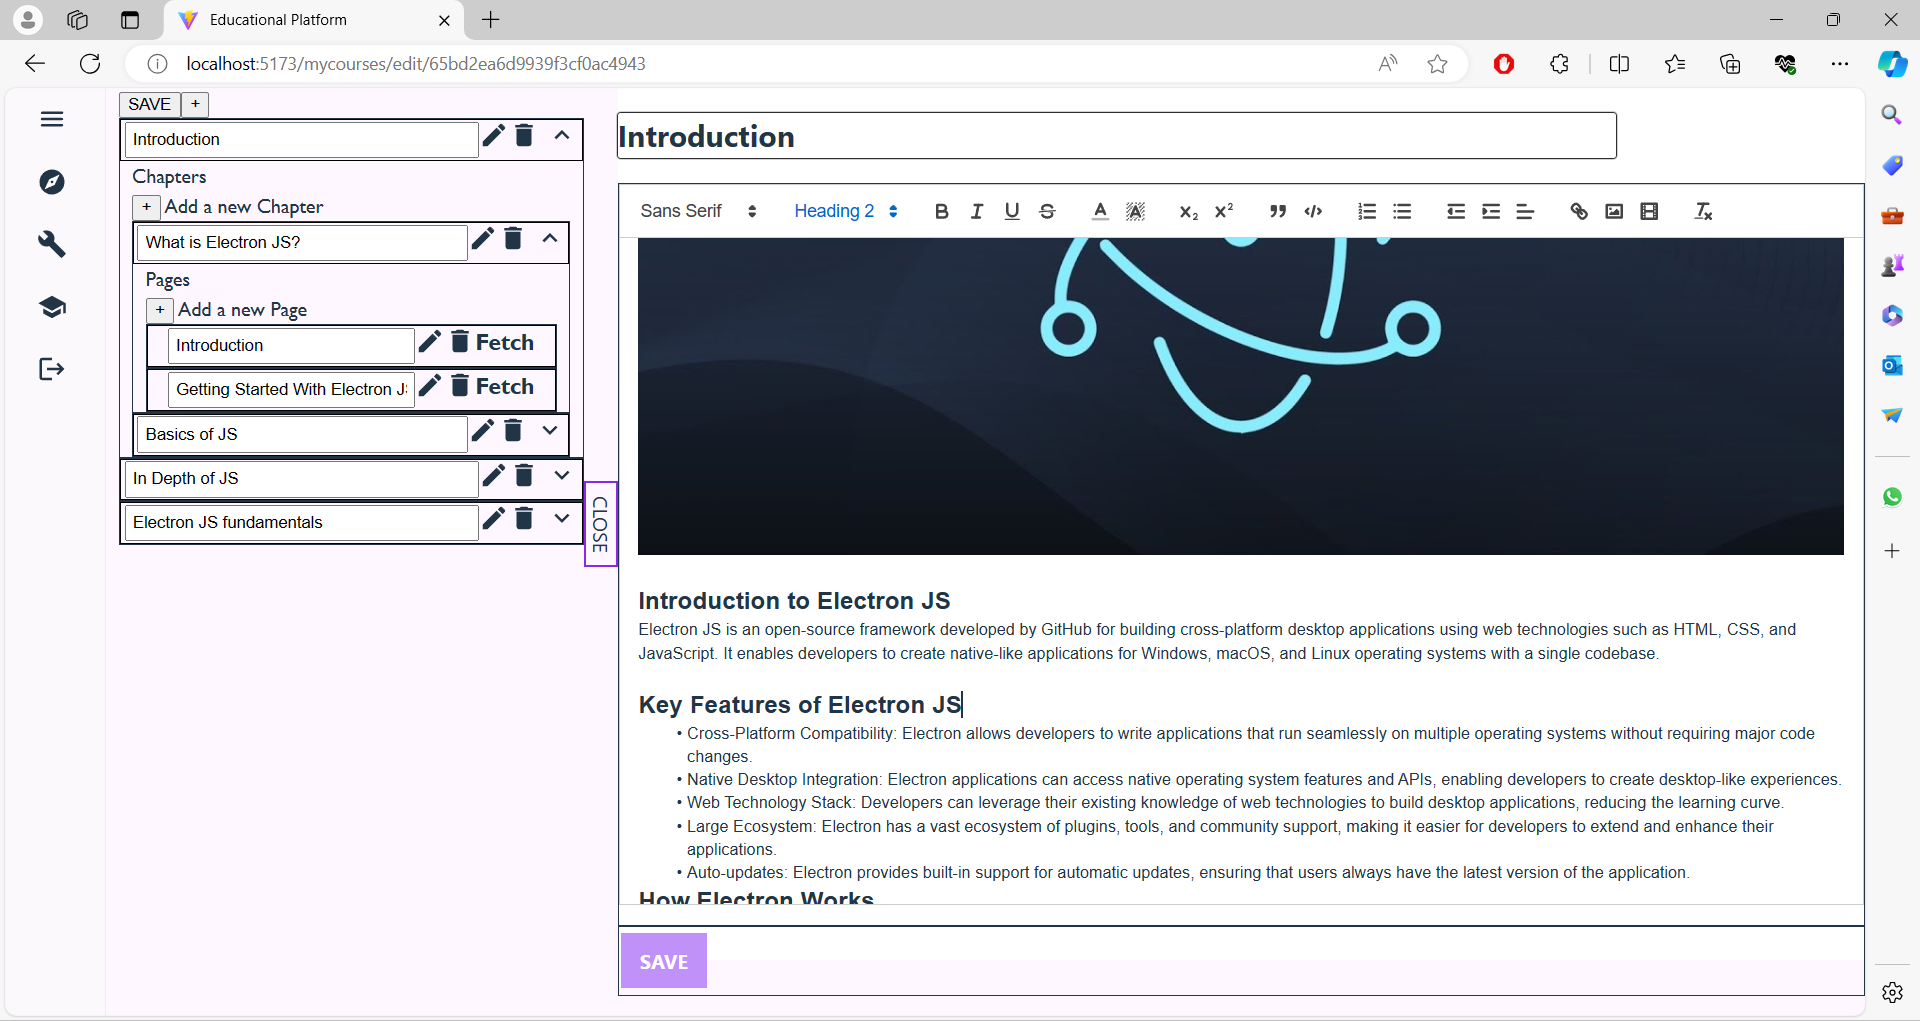 Educational Platform
localhost:5173/mycourses/edit/65bd2ea6d9939f3cf0ac4943
SAVE +
Introduction
Chapters
+ Add a new Chapter
What is Electron JS?
Pages
+ Add a new Page
Introduction Fetch
Getting Started With Electron J Fetch
Basics of JS
In Depth of JS
Electron JS fundamentals
CLOSE
Introduction
Sans Serif Heading 2
Introduction to Electron JS
Electron JS is an open-source framework developed by GitHub for building cross-platform desktop applications using web technologies such as HTML, CSS, and
JavaScript. It enables developers to create native-like applications for Windows, macOS, and Linux operating systems with a single codebase.
Key Features of Electron JS
• Cross-Platform Compatibility: Electron allows developers to write applications that run seamlessly on multiple operating systems without requiring major code
changes.
• Native Desktop Integration: Electron applications can access native operating system features and APIs, enabling developers to create desktop-like experiences.
• Web Technology Stack: Developers can leverage their existing knowledge of web technologies to build desktop applications, reducing the learning curve.
• Large Ecosystem: Electron has a vast ecosystem of plugins, tools, and community support, making it easier for developers to extend and enhance their
applications.
• Auto-updates: Electron provides built-in support for automatic updates, ensuring that users always have the latest version of the application.
How Electron Works
SAVE